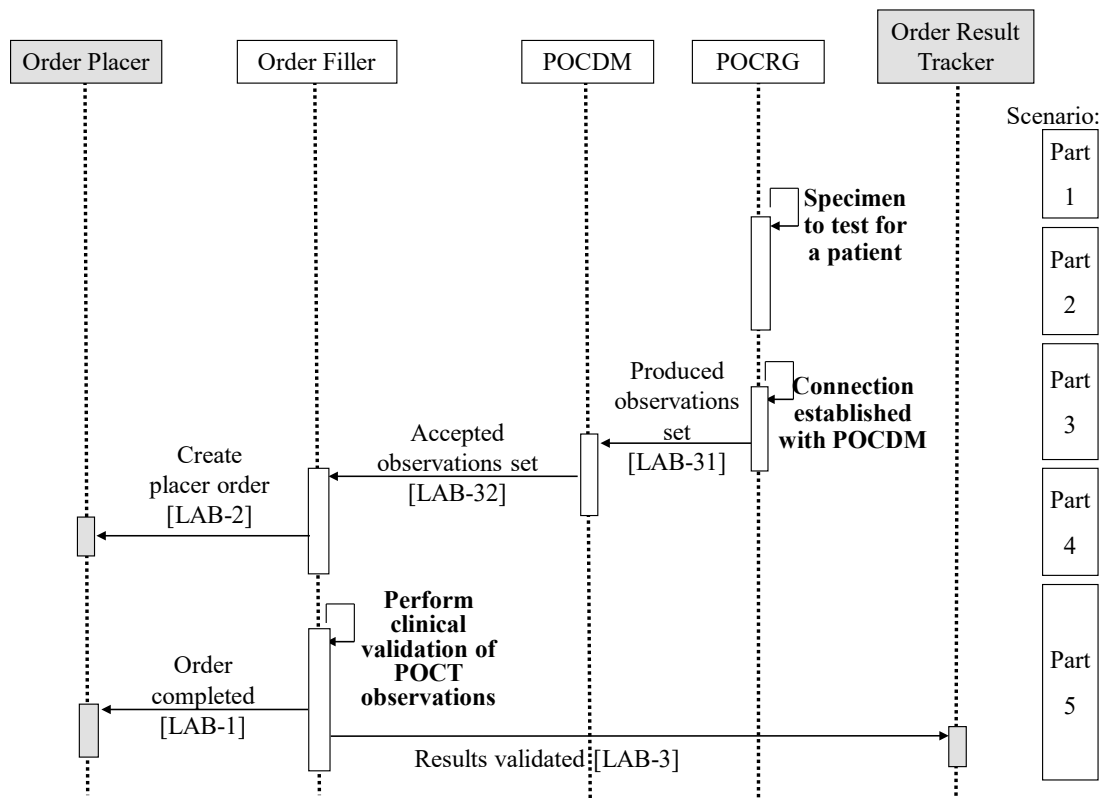 Order Placer
Order Filler
POCDM
POCRG
Order Result
Tracker
Scenario:
Part
1
Specimen
to test for
a patient
Part
2
Connection
established
with POCDM
Produced
observations
set
[LAB-31]
Part
3
Accepted
observations set
[LAB-32]
Create
placer order
[LAB-2]
Part
4
Perform
clinical
validation of
POCT
observations
Order
completed
[LAB-1]
Results validated [LAB-3]
Part
5